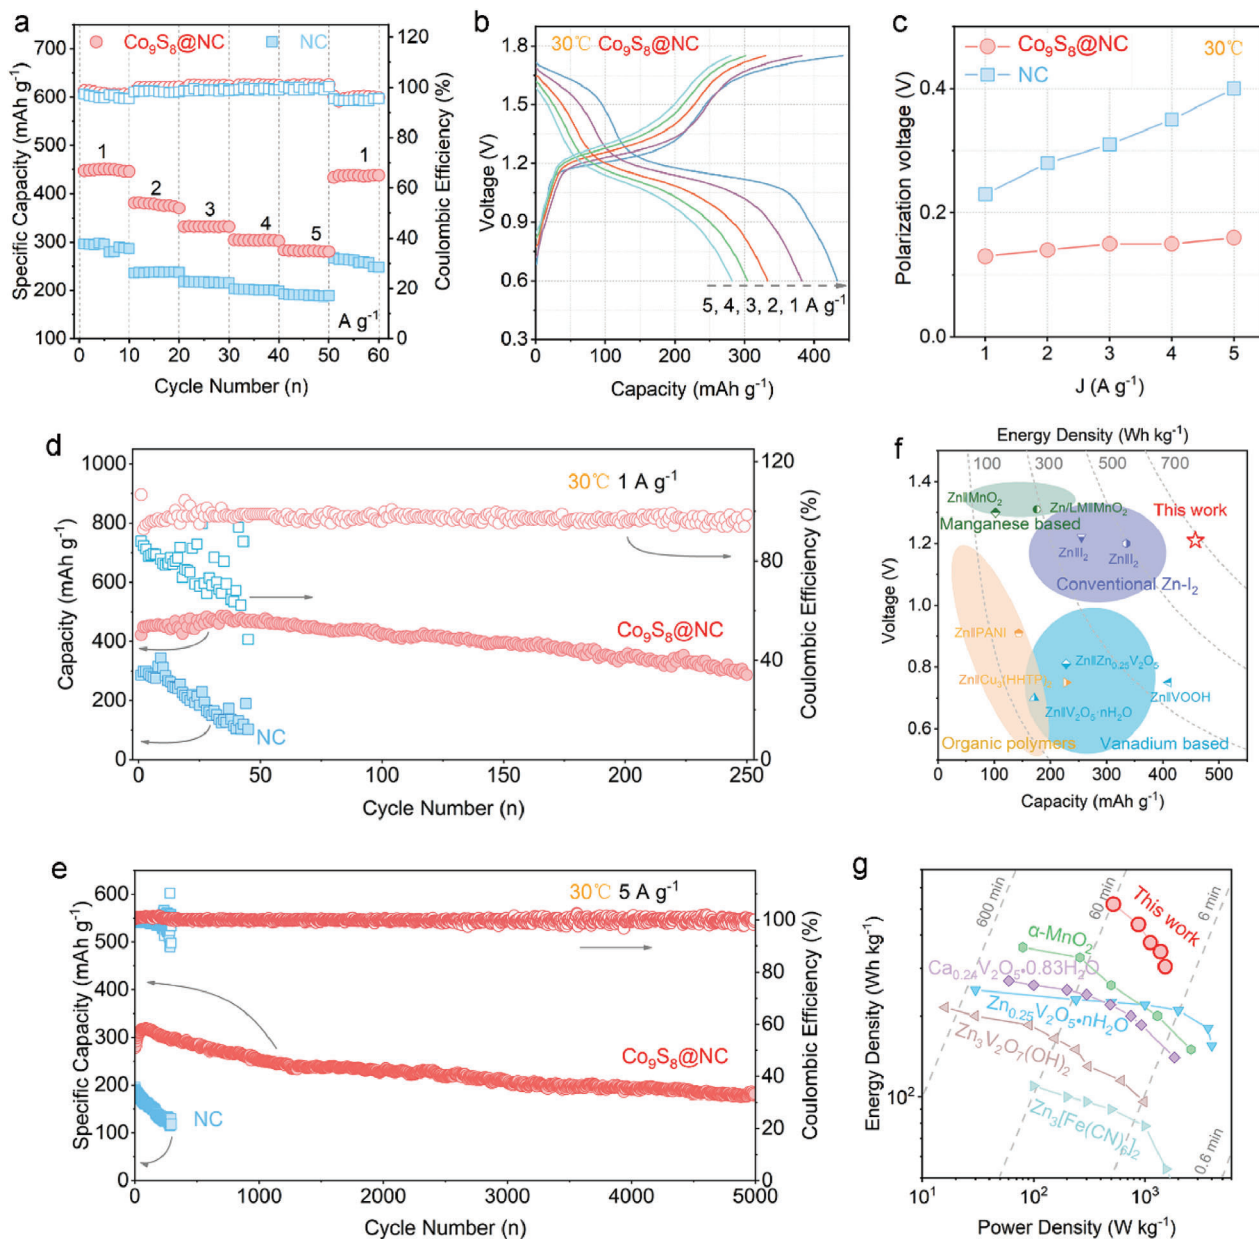 a
Co₉S₈@NC
NC
Specific Capacity (mAh g⁻¹)
700
600
500
400
300
200
100
120
100
80
60
40
20
0
Coulombic Efficiency (%)
1
2
3
4
5
1
A g⁻¹
0
10
20
30
40
50
60
Cycle Number (n)
b
30℃ Co₉S₈@NC
Voltage (V)
1.8
1.5
1.2
0.9
0.6
0.3
5, 4, 3, 2, 1 A g⁻¹
0
100
200
300
400
Capacity (mAh g⁻¹)
c
Co₉S₈@NC
NC
30℃
Polarization voltage (V)
0.4
0.2
0.0
1
2
3
4
5
J (A g⁻¹)
d
30℃ 1 A g⁻¹
Capacity (mAh g⁻¹)
1000
800
600
400
200
0
120
80
40
0
Coulombic Efficiency (%)
Co₉S₈@NC
NC
0
50
100
150
200
250
Cycle Number (n)
f
Energy Density (Wh kg⁻¹)
100
300
500
700
Voltage (V)
1.4
1.2
1.0
0.8
0.6
Zn||MnO₂
Zn/LMI||MnO₂
Manganese based
This work
Zn||I₂
Zn||I₂
Conventional Zn-I₂
Zn||PANI
Zn||Zn₀.₂₅V₂O₅
Zn||Cu₃(HHTP)₂
Zn||VOOH
Zn||V₂O₅·nH₂O
Organic polymers
Vanadium based
0
100
200
300
400
500
Capacity (mAh g⁻¹)
e
30℃ 5 A g⁻¹
Specific Capacity (mAh g⁻¹)
600
550
500
450
400
350
300
250
200
150
100
50
0
100
80
60
40
20
0
Coulombic Efficiency (%)
Co₉S₈@NC
NC
0
1000
2000
3000
4000
5000
Cycle Number (n)
g
Energy Density (Wh kg⁻¹)
10²
600 min
60 min
6 min
0.6 min
This work
α-MnO₂
Ca₀.₂₄V₂O₅•0.83H₂O
Zn₀.₂₅V₂O₅•nH₂O
Zn₃V₂O₇(OH)₂
Zn₃[Fe(CN)₆]₂
10¹
10²
10³
Power Density (W kg⁻¹)